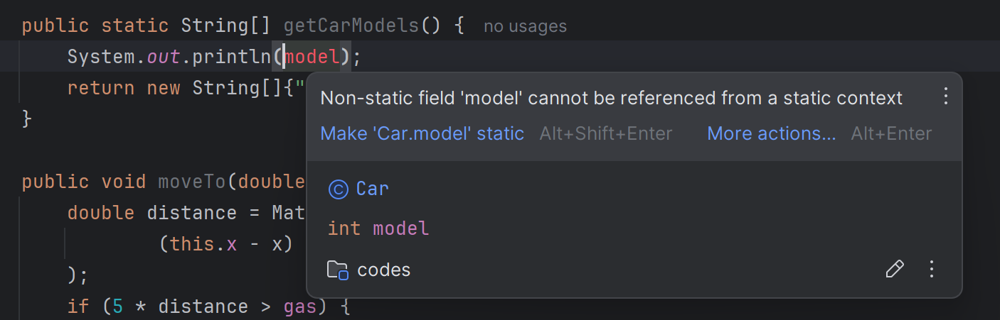 public static String[] getCarModels() { no usages
System.out.println(model);
return new String[]{"
}
Non-static field 'model' cannot be referenced from a static context
Make 'Car.model' static Alt+Shift+Enter More actions... Alt+Enter
public void moveTo(double
Car
double distance = Mat
int model
(this.x - x)
codes
);
if (5 * distance > gas) {